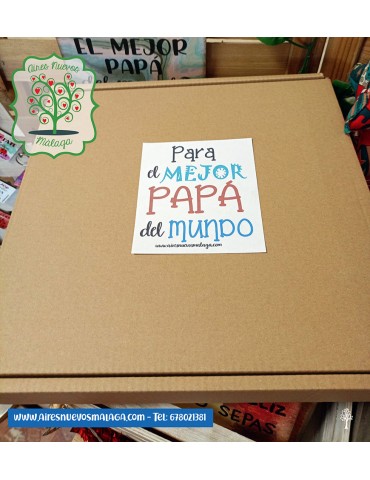 EL MEJOR
PAPÁ
Aires Nuevos
Málaga
Para
el MEJOR
PAPÁ
del MUNDO
www.airesnuevosmalaga.com
SEPAS
www.AIRESNUEVOSMALAGA.com - Tel: 678021381